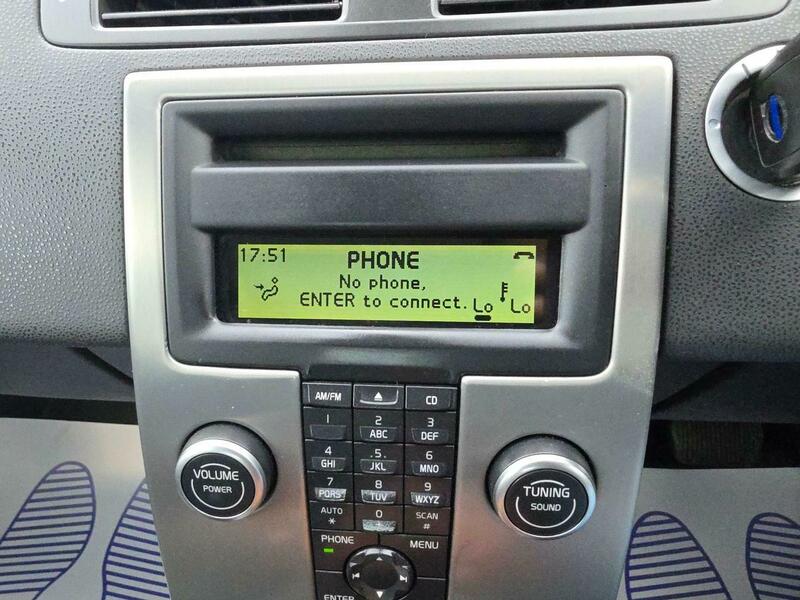 17:51 PHONE
No phone,
ENTER to connect. Lo Lo
AM/FM CD
1 2 ABC 3 DEF
4 GHI .5. JKL 6 MNO
7 PQRS 8 TUV 9 WXYZ
AUTO * 0 SCAN #
VOLUME
POWER
TUNING
SOUND
PHONE MENU
ENTER